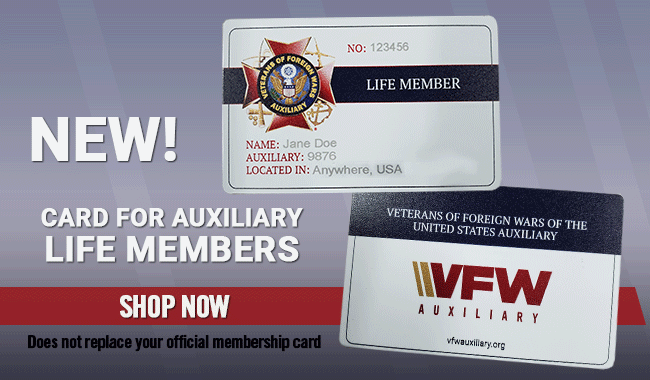 NEW!
CARD FOR AUXILIARY
LIFE MEMBERS
SHOP NOW
Does not replace your official membership card
NO: 123456
VETERANS OF FOREIGN WARS
AUXILIARY
LIFE MEMBER
NAME: Jane Doe
AUXILIARY: 9876
LOCATED IN: Anywhere, USA
VETERANS OF FOREIGN WARS OF THE
UNITED STATES AUXILIARY
VFW
AUXILIARY
vfwauxiliary.org